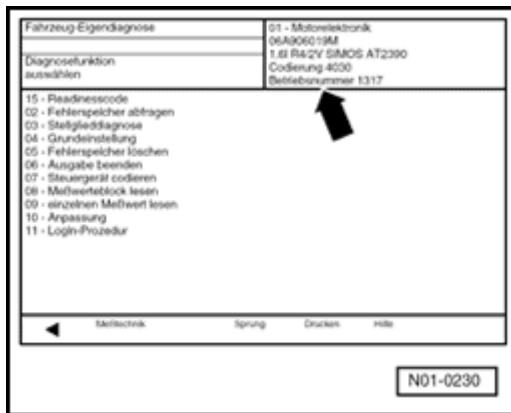 Fahrzeug-Eigendiagnose
01 - Motorelektronik
06A906019M
1.6l R4/2V SIMOS AT2390
Codierung 4030
Betriebsnummer 1317
Diagnosefunktion
auswählen
15 - Readinesscode
02 - Fehlerspeicher abfragen
03 - Stellglieddiagnose
04 - Grundeinstellung
05 - Fehlerspeicher löschen
06 - Ausgabe beenden
07 - Steuergerät codieren
08 - Meßwerteblock lesen
09 - einzelnen Meßwert lesen
10 - Anpassung
11 - Login-Prozedur
Meßtechnik Sprung Drucken Hilfe
N01-0230